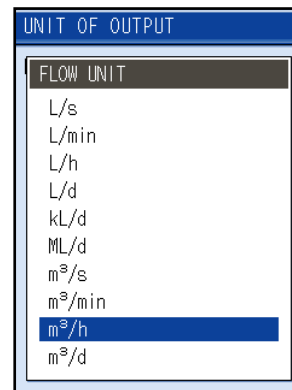 UNIT OF OUTPUT
FLOW UNIT
L/s
L/min
L/h
L/d
kL/d
ML/d
m³/s
m³/min
m³/h
m³/d